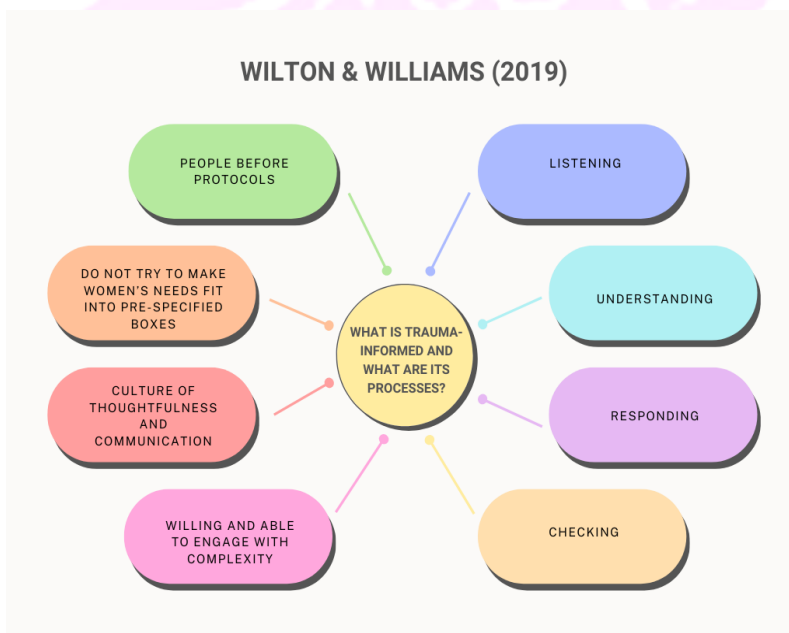 WILTON & WILLIAMS (2019)
PEOPLE BEFORE
PROTOCOLS
LISTENING
DO NOT TRY TO MAKE
WOMEN'S NEEDS FIT
INTO PRE-SPECIFIED
BOXES
UNDERSTANDING
WHAT IS TRAUMA-
INFORMED AND
WHAT ARE ITS
PROCESSES?
CULTURE OF
THOUGHTFULNESS
AND
COMMUNICATION
RESPONDING
WILLING AND ABLE
TO ENGAGE WITH
COMPLEXITY
CHECKING